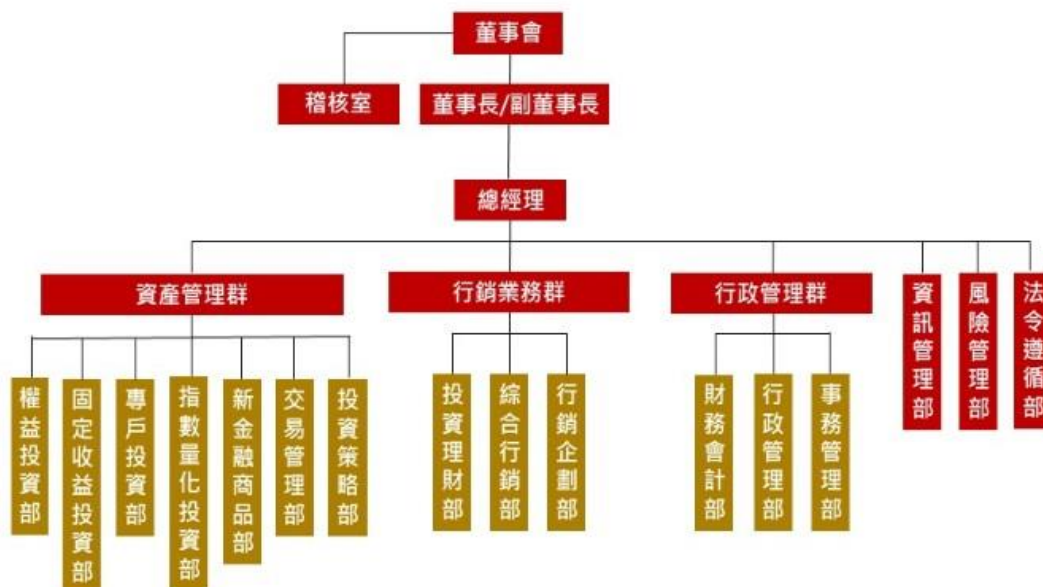 董事會
稽核室
董事長/副董事長
總經理
資產管理群
行銷業務群
行政管理群
資訊管理部
風險管理部
法令遵循部
權益投資部
固定收益投資部
專戶投資部
指數量化投資部
新金融商品部
交易管理部
投資策略部
投資理財部
綜合行銷部
行銷企劃部
財務會計部
行政管理部
事務管理部